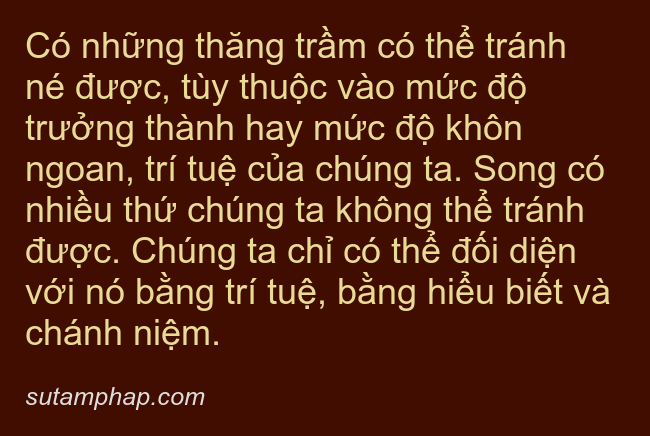 Có những thăng trầm có thể tránh
né được, tùy thuộc vào mức độ
trưởng thành hay mức độ khôn
ngoan, trí tuệ của chúng ta. Song có
nhiều thứ chúng ta không thể tránh
được. Chúng ta chỉ có thể đối diện
với nó bằng trí tuệ, bằng hiểu biết và
chánh niệm.
sutamphap.com